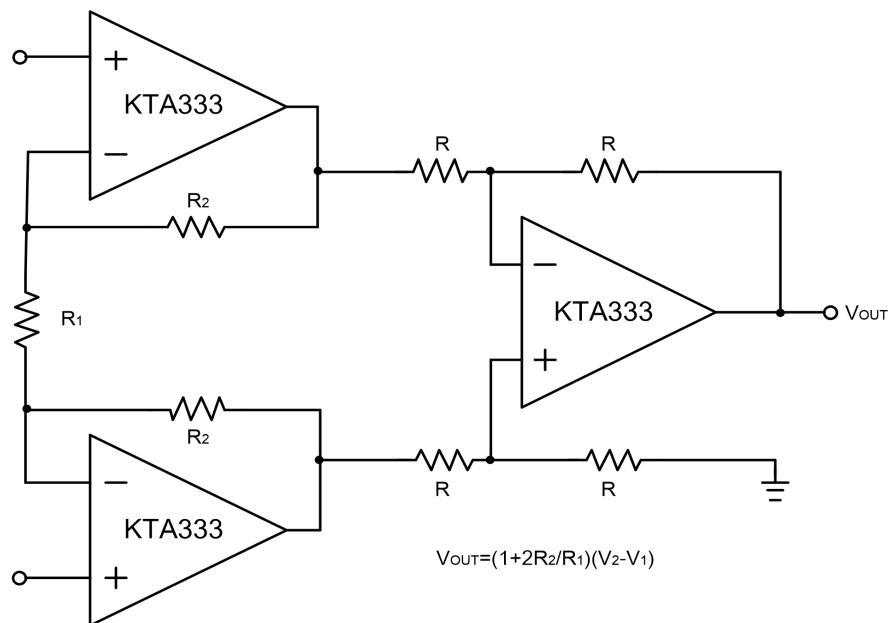 +
KTA333
−
R2
R
R
R1
−
KTA333
+
VOUT
R2
R
R
−
KTA333
+
VOUT=(1+2R2/R1)(V2-V1)